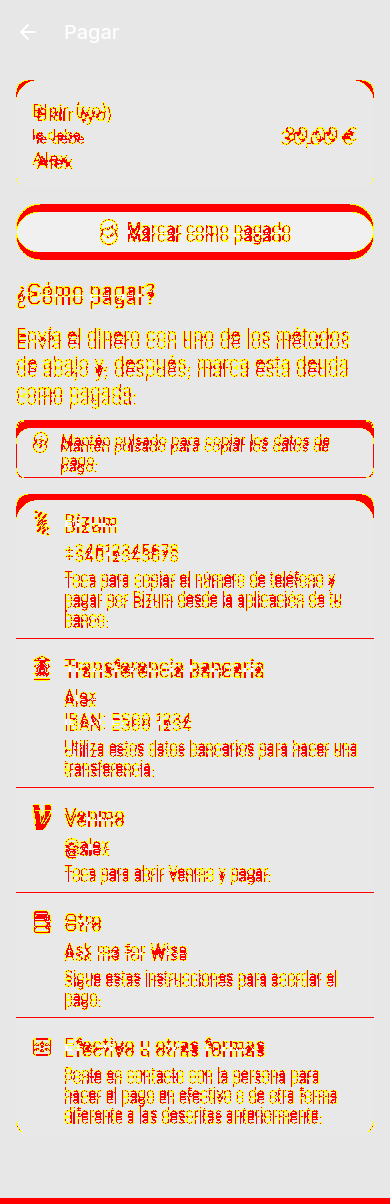 Pagar
Blair (yo)
le debe
Alex
Marcar como pagado
¿Cómo pagar?
Envía el dinero con uno de los métodos
de abajo y, después, marca esta deuda
como pagada.
Mantén pulsado para copiar los datos de
pago.
Bizum
Toca para copiar el número de teléfono y
pagar por Bizum desde la aplicación de tu
banco.
Transferencia bancaria
Alex
IBAN: ES00 1234
Utiliza estos datos bancarios para hacer una
transferencia.
Venmo
@alex
Toca para abrir Venmo y pagar.
Otro
Ask me for Wise
Sigue estas instrucciones para acordar el
pago.
Efectivo u otras formas
Ponte en contacto con la persona para
hacer el pago en efectivo o de otra forma
diferente a las descritas anteriormente.